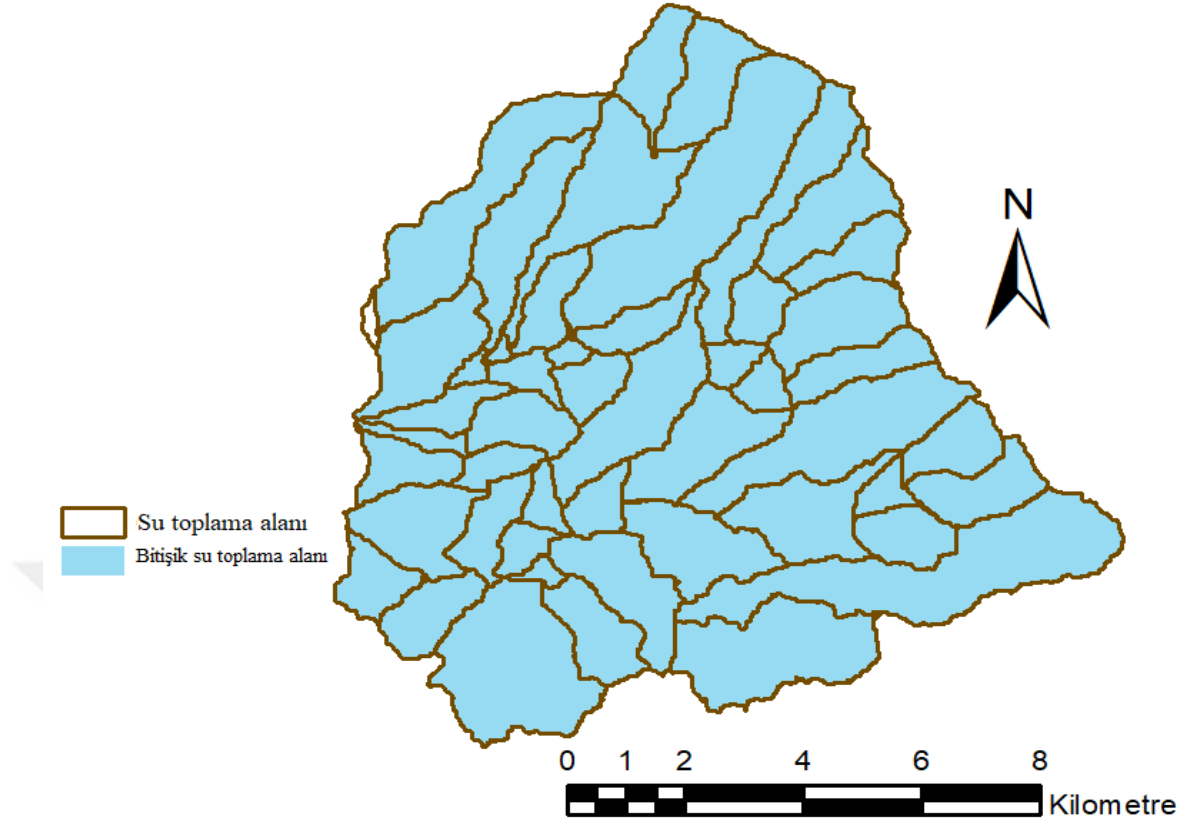 N
Su toplama alanı
Bitişik su toplama alanı
0 1 2 4 6 8
Kilometre